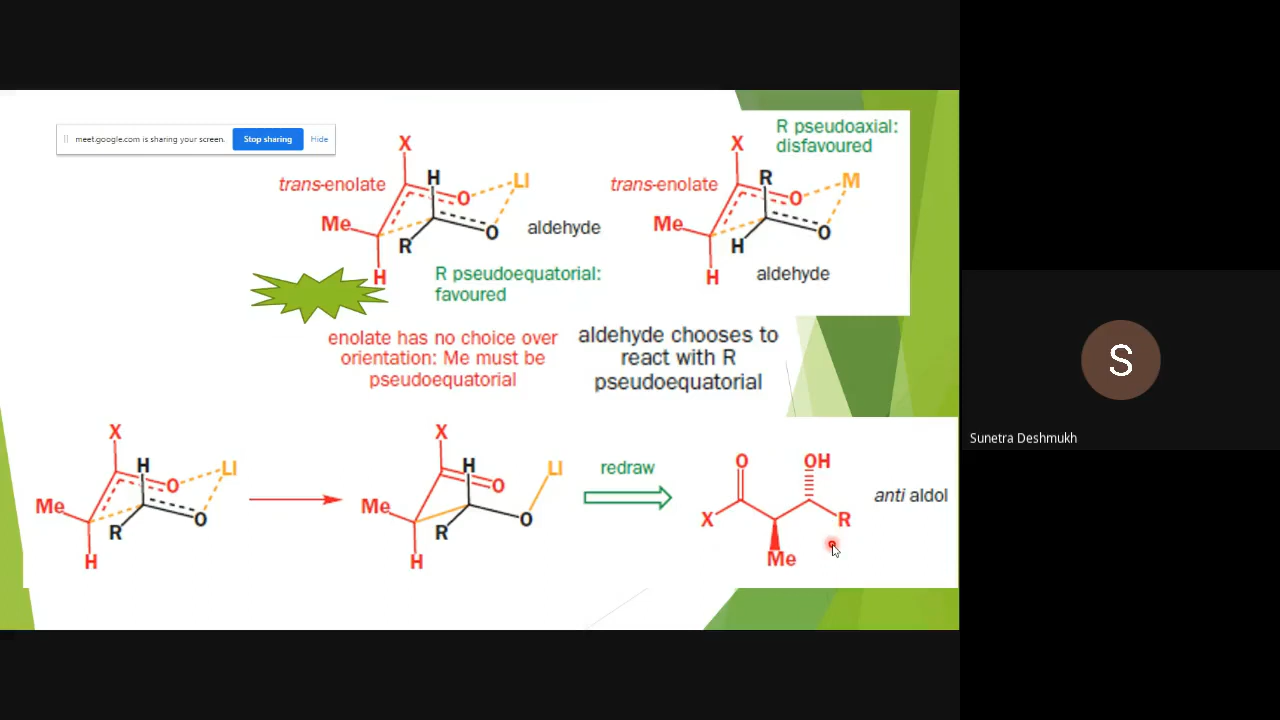 meet.google.com is sharing your screen.
Stop sharing
Hide
X
H
LI
trans-enolate
O
Me
O
aldehyde
R
H
R pseudoequatorial:
favoured
R pseudoaxial:
disfavoured
X
R
M
trans-enolate
O
Me
O
H
H
aldehyde
enolate has no choice over
orientation: Me must be
pseudoequatorial
aldehyde chooses to
react with R
pseudoequatorial
X
H
LI
O
Me
O
R
H
X
H
LI
O
Me
O
R
H
redraw
O
OH
X
R
Me
anti aldol
S
Sunetra Deshmukh